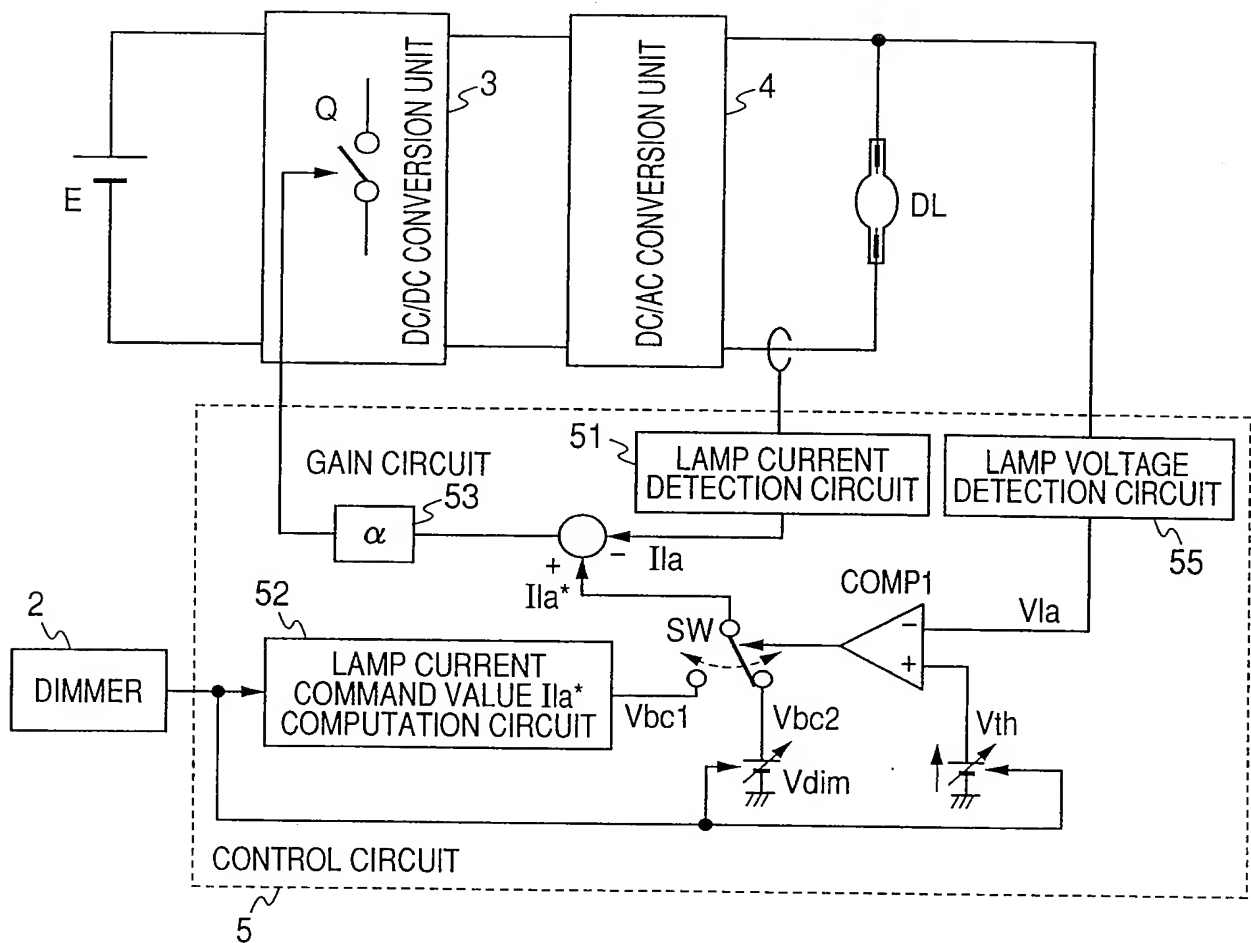 E
Q
DC/DC CONVERSION UNIT
3
DC/AC CONVERSION UNIT
4
DL
51
LAMP CURRENT
DETECTION CIRCUIT
LAMP VOLTAGE
DETECTION CIRCUIT
55
GAIN CIRCUIT
53
α
+
−
Ila
Ila*
COMP1
Vla
−
+
SW
2
DIMMER
52
LAMP CURRENT
COMMAND VALUE Ila*
COMPUTATION CIRCUIT
Vbc1
Vbc2
Vth
Vdim
CONTROL CIRCUIT
5